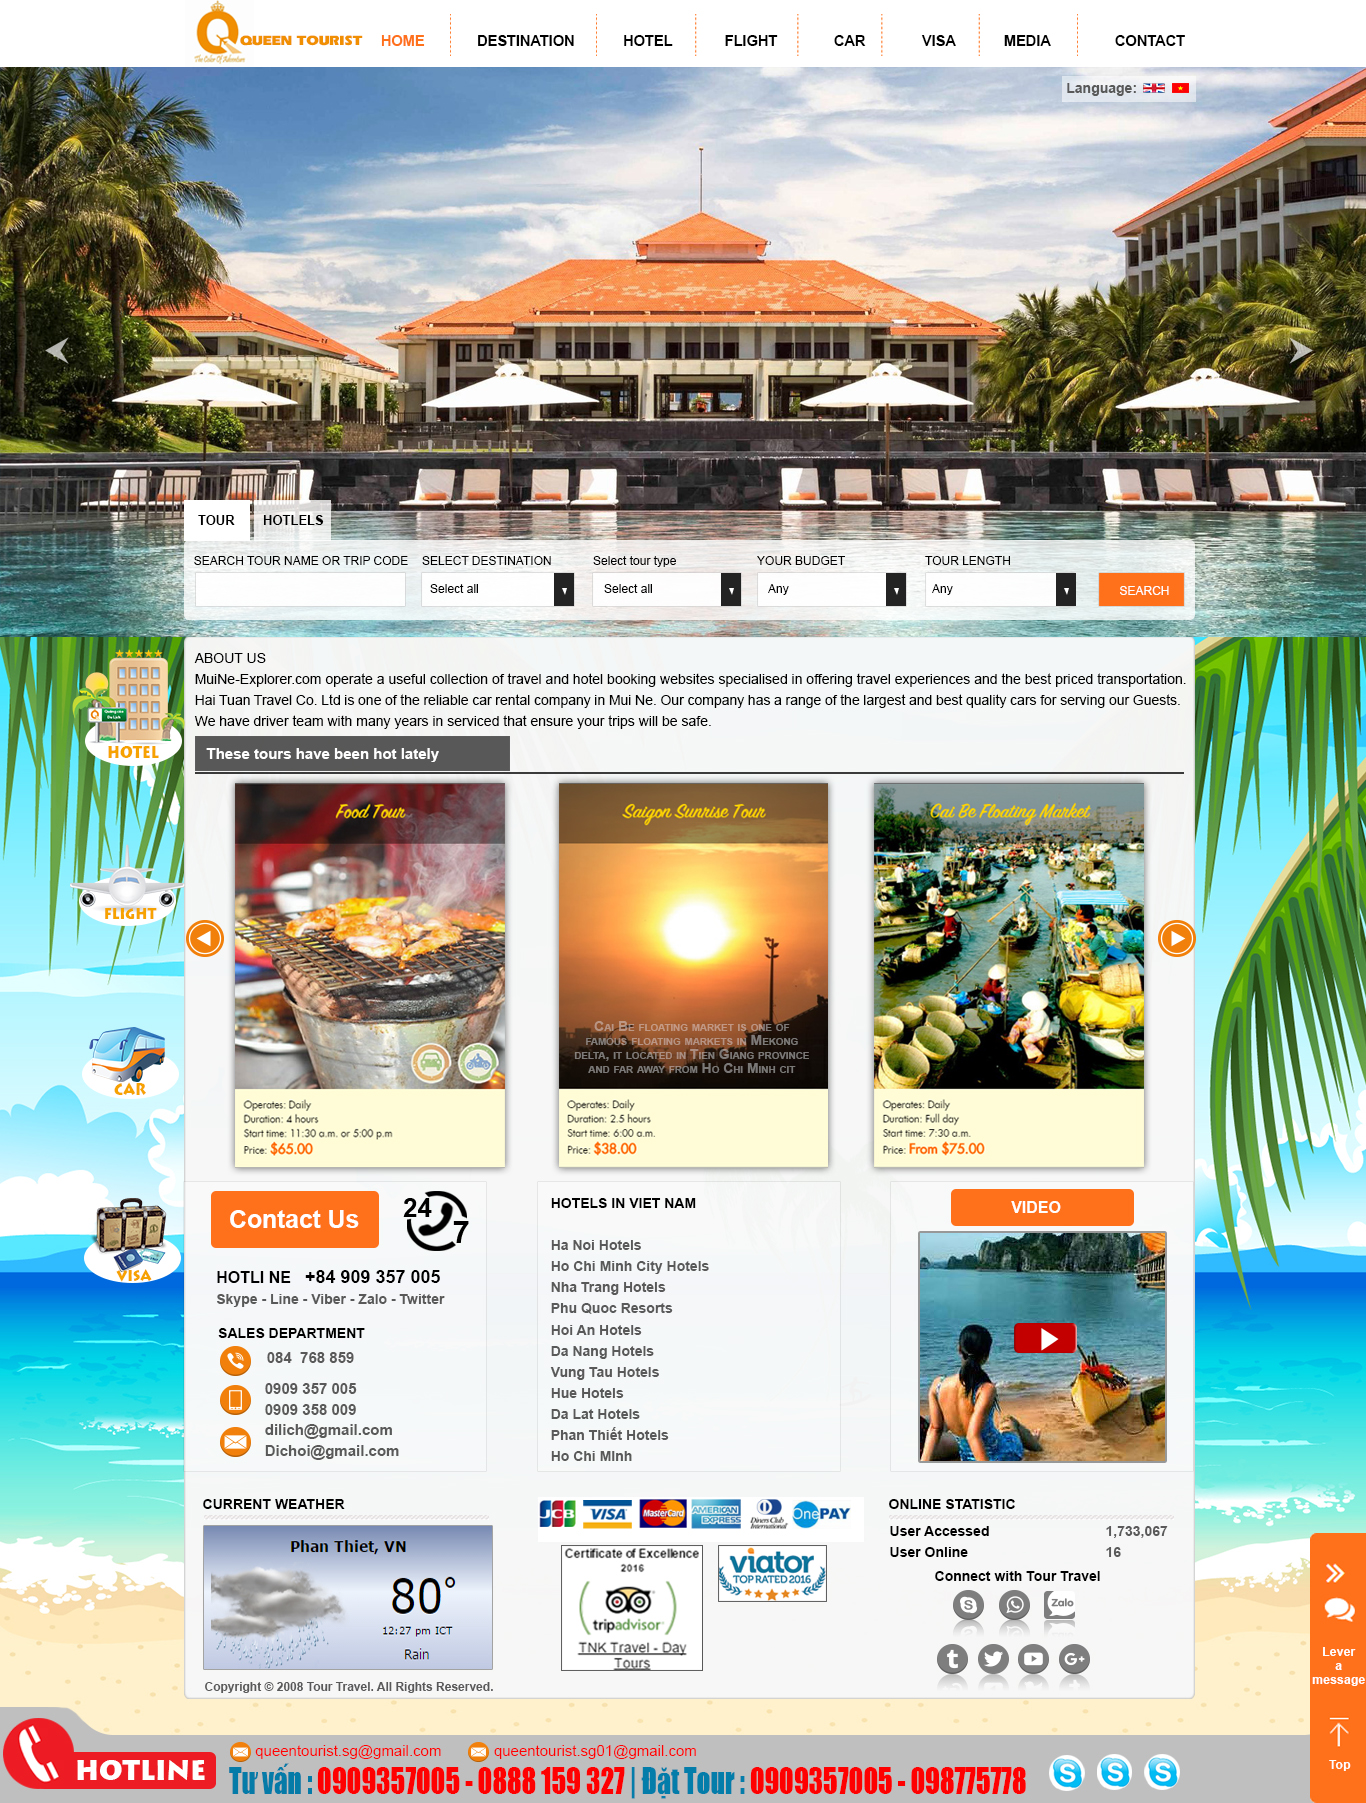 QUEEN TOURIST
The Color Of Adventure
HOME
DESTINATION
HOTEL
FLIGHT
CAR
VISA
MEDIA
CONTACT
Language:
TOUR
HOTLELS
SEARCH TOUR NAME OR TRIP CODE
SELECT DESTINATION
Select tour type
YOUR BUDGET
TOUR LENGTH
Select all
Select all
Any
Any
SEARCH
ABOUT US
MuiNe-Explorer.com operate a useful collection of travel and hotel booking websites specialised in offering travel experiences and the best priced transportation.
Hai Tuan Travel Co. Ltd is one of the reliable car rental company in Mui Ne. Our company has a range of the largest and best quality cars for serving our Guests.
We have driver team with many years in serviced that ensure your trips will be safe.
These tours have been hot lately
HOTEL
FLIGHT
CAR
VISA
Food Tour
Operates: Daily
Duration: 4 hours
Start time: 11:30 a.m. or 5:00 p.m
Price: $65.00
Saigon Sunrise Tour
Cai Be floating market is one of
famous floating markets in Mekong
delta, it located in Tien Giang province
and far away from Ho Chi Minh cit
Operates: Daily
Duration: 2.5 hours
Start time: 6:00 a.m.
Price: $38.00
Cai Be Floating Market
Operates: Daily
Duration: Full day
Start time: 7:30 a.m.
Price: From $75.00
Contact Us
24
7
HOTLI NE +84 909 357 005
Skype - Line - Viber - Zalo - Twitter
SALES DEPARTMENT
084 768 859
0909 357 005
0909 358 009
dilich@gmail.com
Dichoi@gmail.com
HOTELS IN VIET NAM
Ha Noi Hotels
Ho Chi Minh City Hotels
Nha Trang Hotels
Phu Quoc Resorts
Hoi An Hotels
Da Nang Hotels
Vung Tau Hotels
Hue Hotels
Da Lat Hotels
Phan Thiết Hotels
Ho Chi MInh
VIDEO
CURRENT WEATHER
Phan Thiet, VN
80°
12:27 pm ICT
Rain
Copyright © 2008 Tour Travel. All Rights Reserved.
JCB
VISA
MasterCard
AMERICAN EXPRESS
Diners Club International
OnePAY
Certificate of Excellence
2016
tripadvisor
TNK Travel - Day
Tours
viator
TOP RATED 2016
ONLINE STATISTIC
User Accessed 1,733,067
User Online 16
Connect with Tour Travel
Zalo
Lever
a
message
Top
HOTLINE
queentourist.sg@gmail.com
queentourist.sg01@gmail.com
Tư vấn : 0909357005 - 0888 159 327 | Đặt Tour : 0909357005 - 098775778